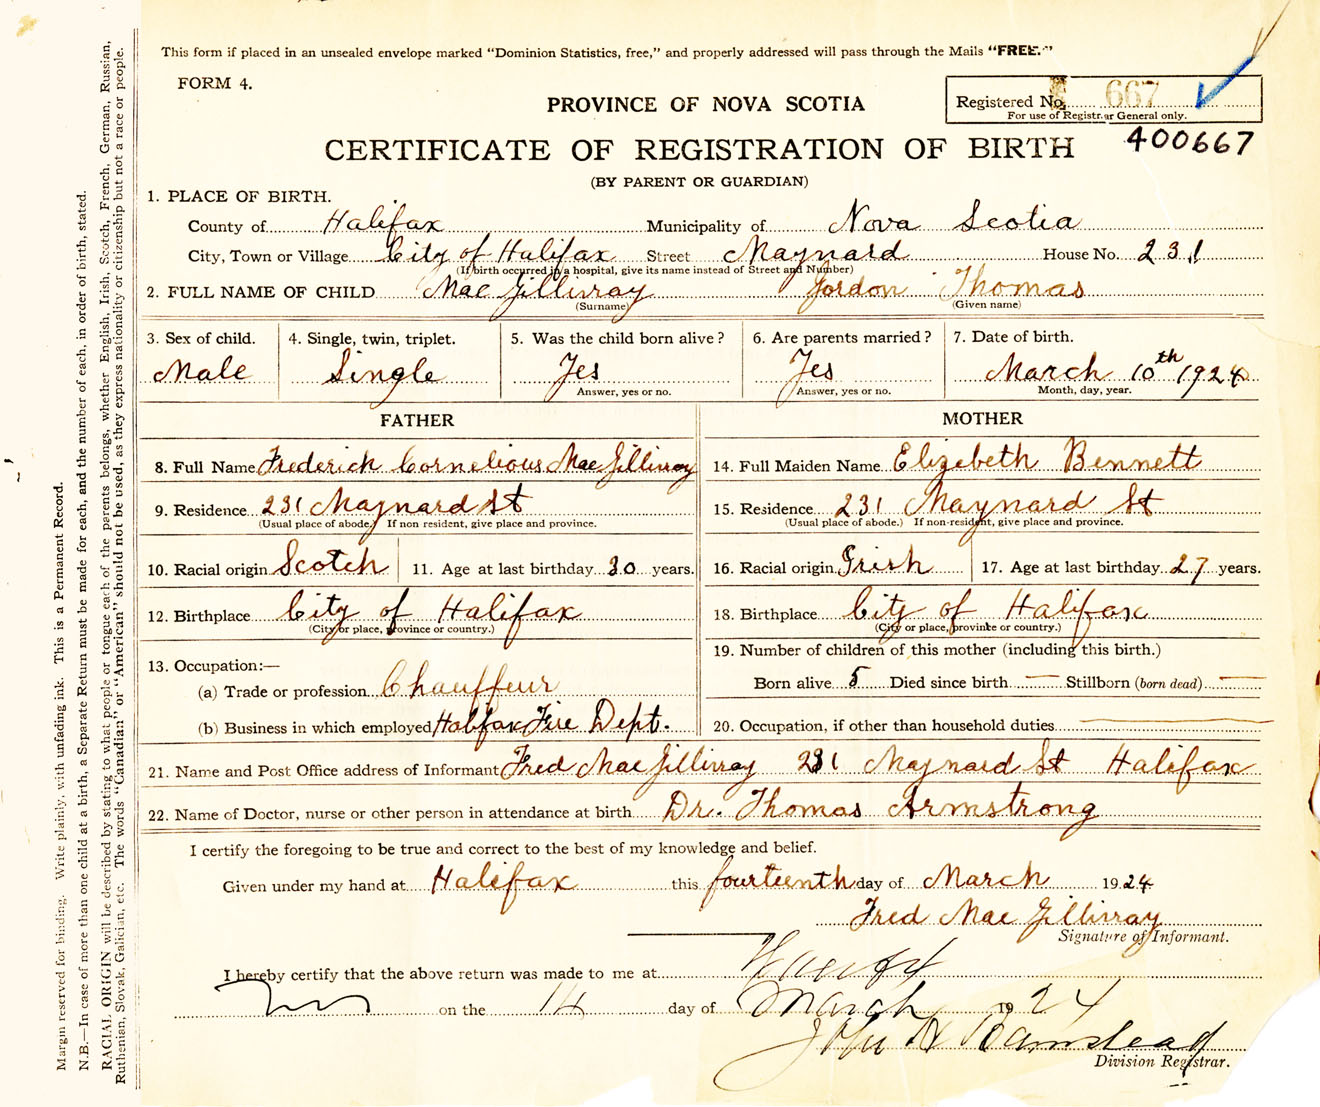 This form if placed in an unsealed envelope marked "Dominion Statistics, free," and properly addressed will pass through the Mails "FREE."
FORM 4.
PROVINCE OF NOVA SCOTIA
Registered No. 667
For use of Registrar General only.
400667
CERTIFICATE OF REGISTRATION OF BIRTH
(BY PARENT OR GUARDIAN)
1. PLACE OF BIRTH.
County of Halifax Municipality of Nova Scotia
City, Town or Village City of Halifax Street Maynard House No. 231
(If birth occurred in a hospital, give its name instead of Street and Number)
2. FULL NAME OF CHILD Mac Gillivray Gordon Thomas
(Surname) (Given name)
3. Sex of child. 4. Single, twin, triplet. 5. Was the child born alive? 6. Are parents married? 7. Date of birth.
Male Single Yes Yes March 10th 1924
Answer, yes or no. Answer, yes or no. Month, day, year.
FATHER MOTHER
8. Full Name Frederick Cornelious Mac Gillivray 14. Full Maiden Name Elizebeth Bennett
9. Residence 231 Maynard St 15. Residence 231 Maynard St
(Usual place of abode.) If non resident, give place and province. (Usual place of abode.) If non-resident, give place and province.
10. Racial origin Scotch 11. Age at last birthday 30 years. 16. Racial origin Irish 17. Age at last birthday 27 years.
12. Birthplace City of Halifax 18. Birthplace City of Halifax
(City or place, province or country.) (City or place, province or country.)
13. Occupation:— 19. Number of children of this mother (including this birth.)
(a) Trade or profession Chauffeur Born alive 5 Died since birth — Stillborn (born dead) —
(b) Business in which employed Halifax Fire Dept. 20. Occupation, if other than household duties —
21. Name and Post Office address of Informant Fred Mac Gillivray 231 Maynard St Halifax
22. Name of Doctor, nurse or other person in attendance at birth Dr. Thomas Armstrong
I certify the foregoing to be true and correct to the best of my knowledge and belief.
Given under my hand at Halifax this fourteenth day of March 1924
Fred Mac Gillivray
Signature of Informant.
I hereby certify that the above return was made to me at
on the 14 day of March 1924
John
Division Registrar.
Margin reserved for binding. Write plainly, with unfading ink. This is a Permanent Record.
N.B.—In case of more than one child at a birth, a Separate Return must be made for each, and the number of each, in order of birth, stated.
RACIAL ORIGIN will be described by stating to what people or tongue each of the parents belongs, whether English, Irish, Scotch, French, German, Russian,
Ruthenian, Slovak, Galician, etc. The words "Canadian" or "American" should not be used, as they express nationality or citizenship but not a race or people.